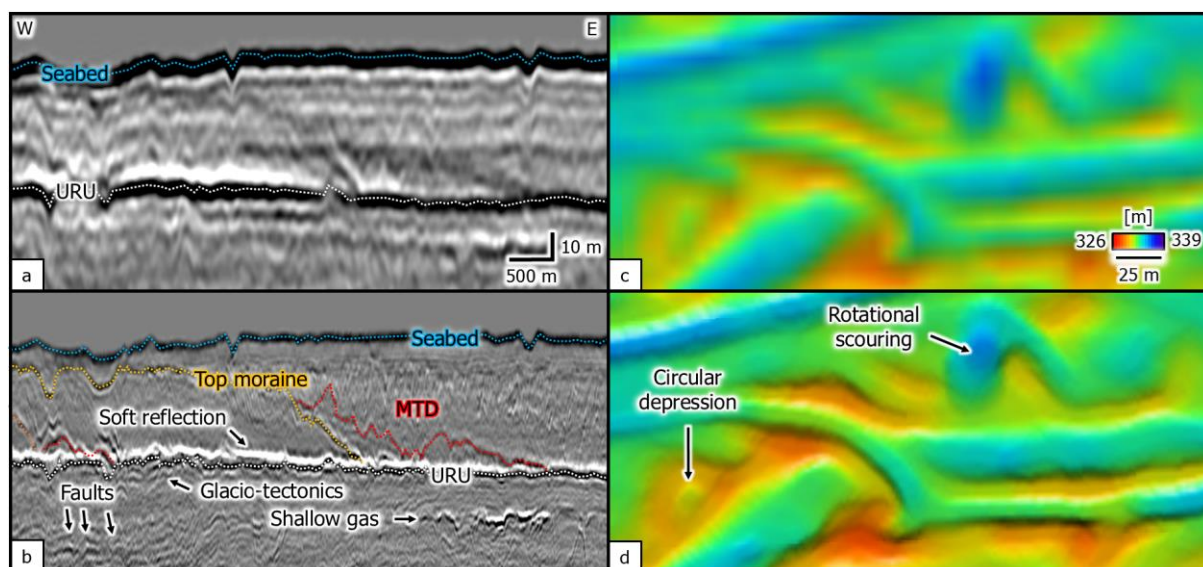 W
E
Seabed
URU
10 m
500 m
a
[m]
326
339
25 m
c
Seabed
Top moraine
Soft reflection
MTD
URU
Glacio-tectonics
Faults
Shallow gas
b
Rotational
scouring
Circular
depression
d